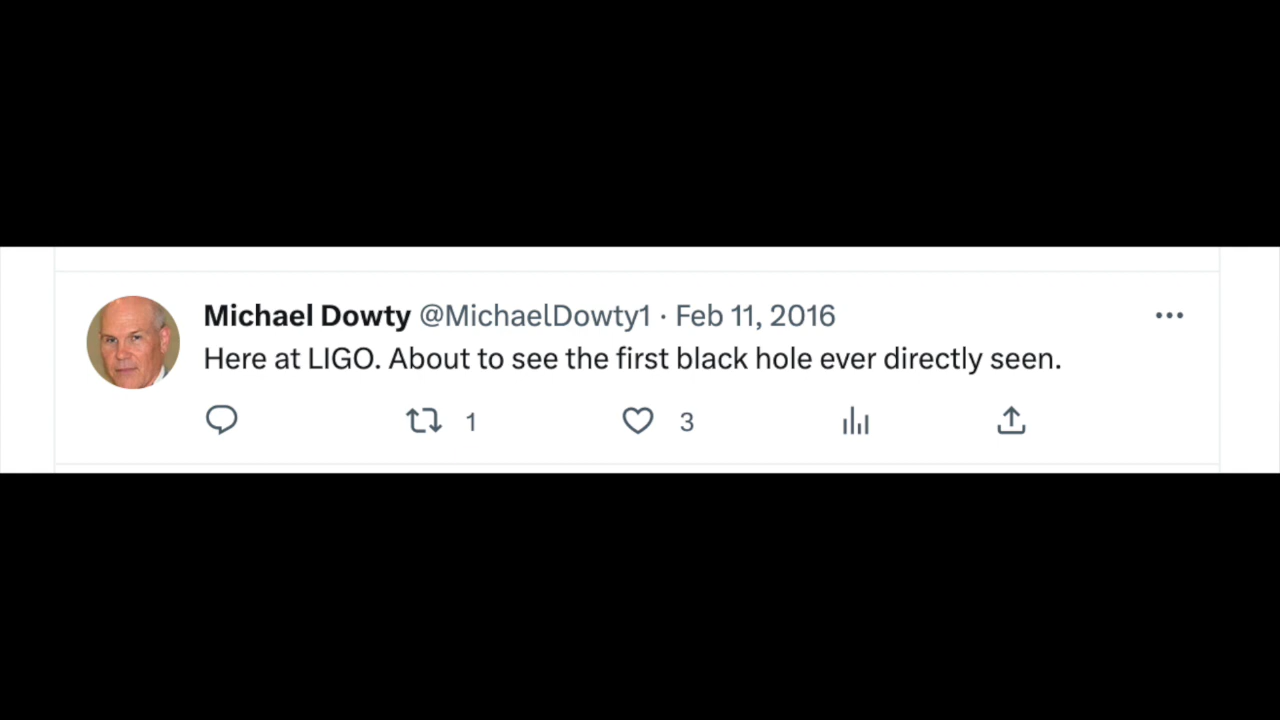 Michael Dowty @MichaelDowty1 · Feb 11, 2016
Here at LIGO. About to see the first black hole ever directly seen.
1 3